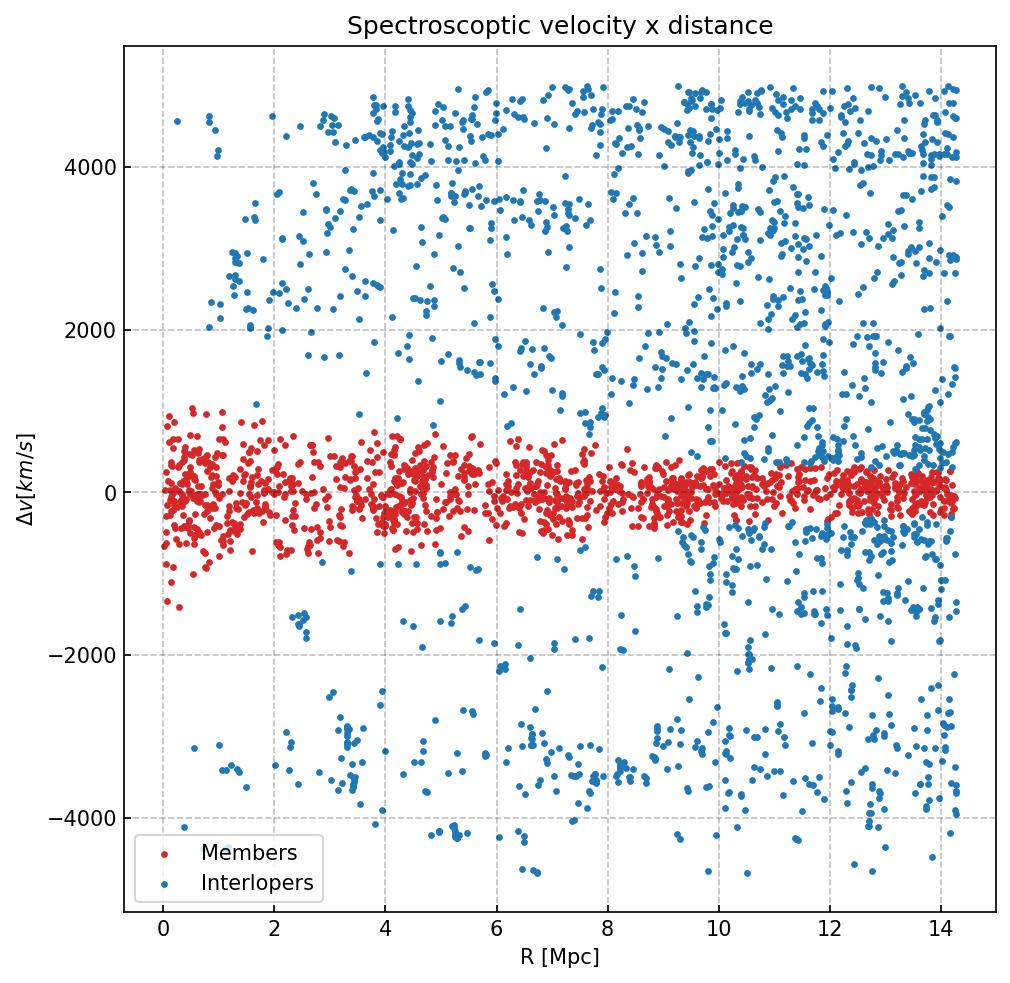 Spectroscoptic velocity x distance
4000
2000
0
−2000
−4000
Δv[km/s]
Members
Interlopers
0 2 4 6 8 10 12 14
R [Mpc]